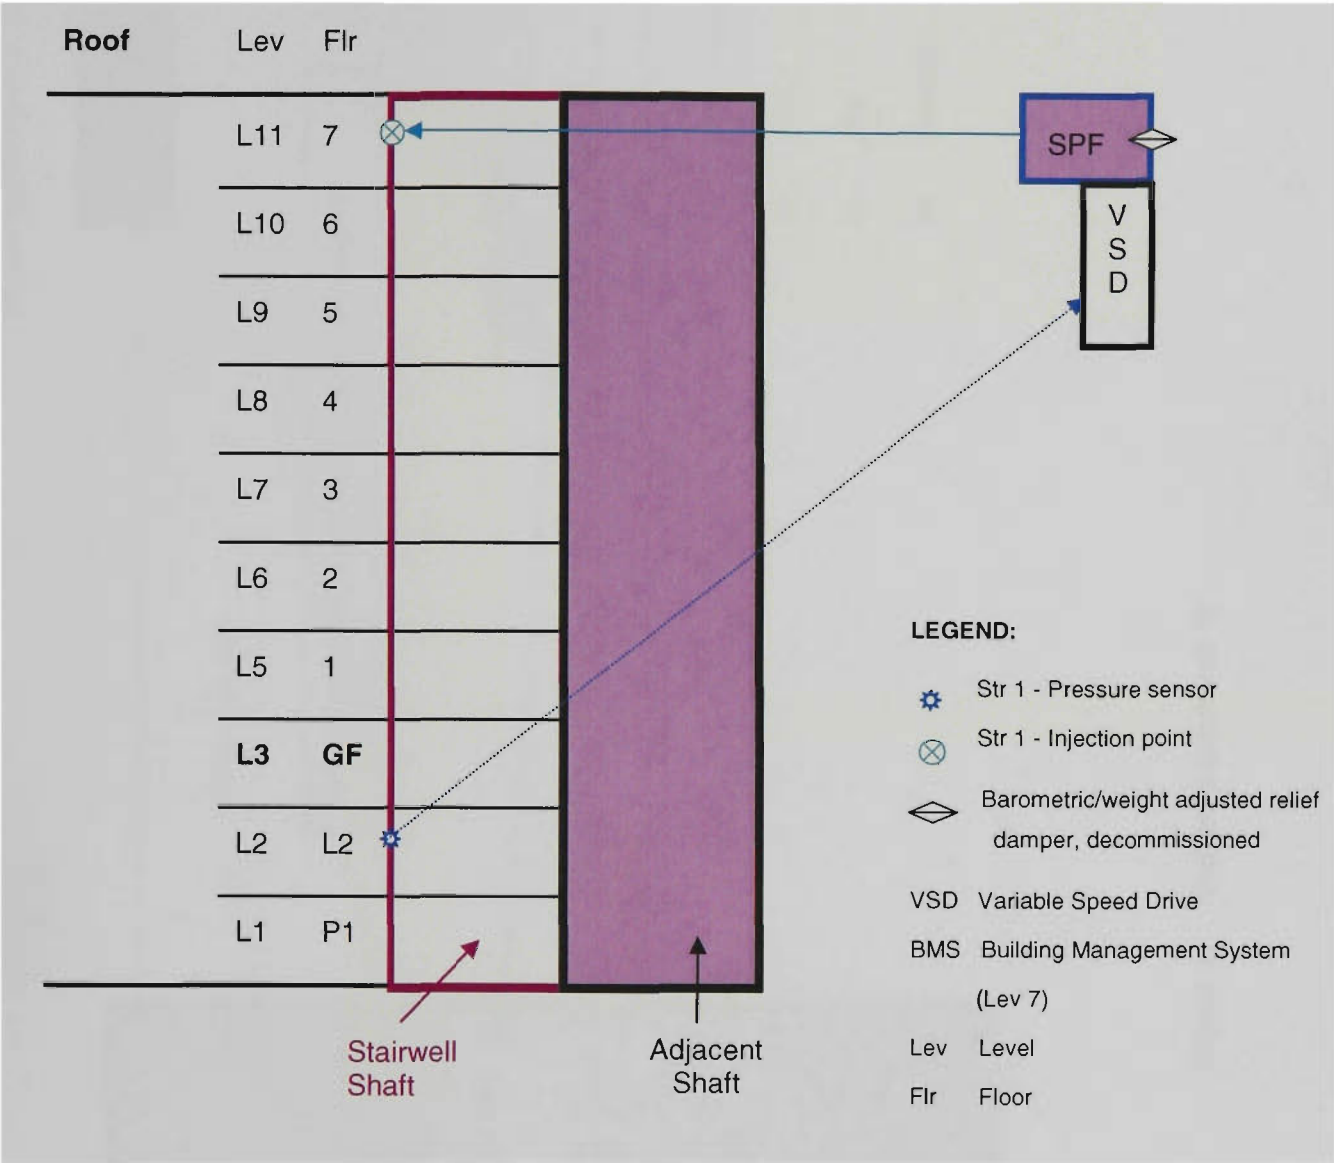 Roof Lev Flr
L11 7
L10 6
L9 5
L8 4
L7 3
L6 2
L5 1
L3 GF
L2 L2
L1 P1
SPF
V
S
D
Stairwell
Shaft
Adjacent
Shaft
LEGEND:
Str 1 - Pressure sensor
Str 1 - Injection point
Barometric/weight adjusted relief
damper, decommissioned
VSD Variable Speed Drive
BMS Building Management System
(Lev 7)
Lev Level
Flr Floor